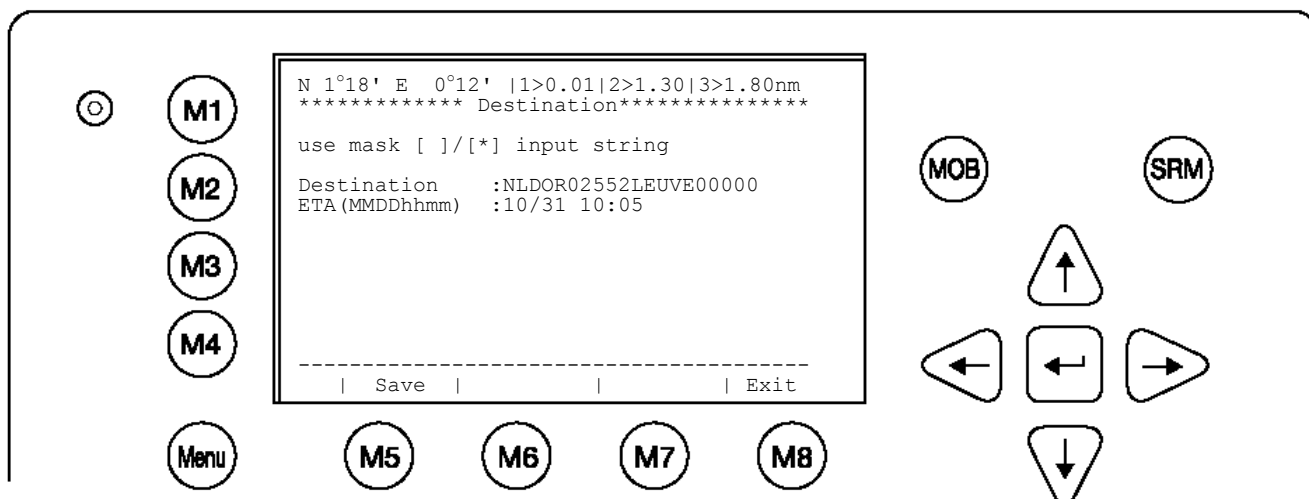 N 1°18' E 0°12' |1>0.01|2>1.30|3>1.80nm
************* Destination***************
use mask [ ]/[*] input string
Destination :NLDOR02552LEUVE00000
ETA(MMDDhhmm) :10/31 10:05
----------------------------------------
| Save | | | Exit
M1
M2
M3
M4
MOB
SRM
Menu
M5
M6
M7
M8